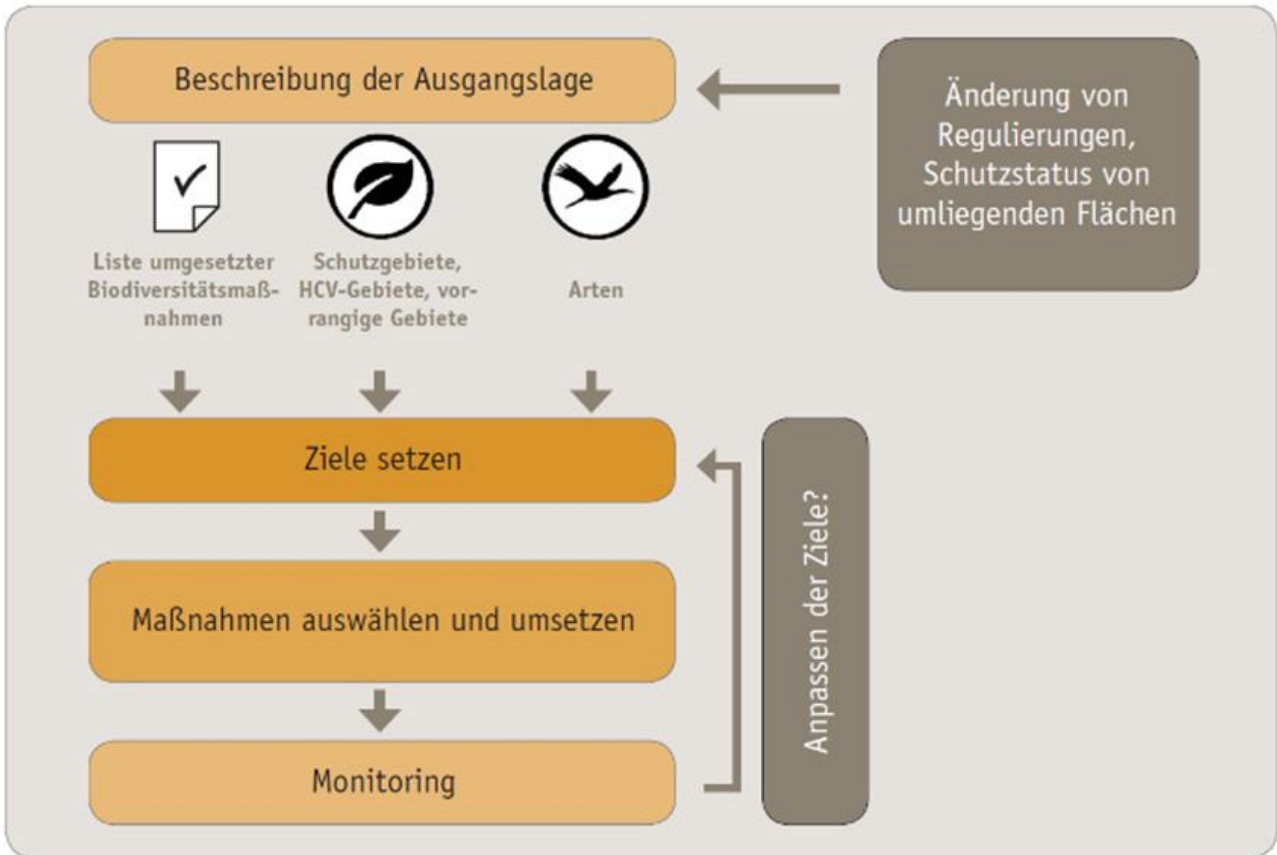 Beschreibung der Ausgangslage
Änderung von
Regulierungen,
Schutzstatus von
umliegenden Flächen
Liste umgesetzter
Biodiversitätsmaß-
nahmen
Schutzgebiete,
HCV-Gebiete, vor-
rangige Gebiete
Arten
Ziele setzen
Maßnahmen auswählen und umsetzen
Monitoring
Anpassen der Ziele?